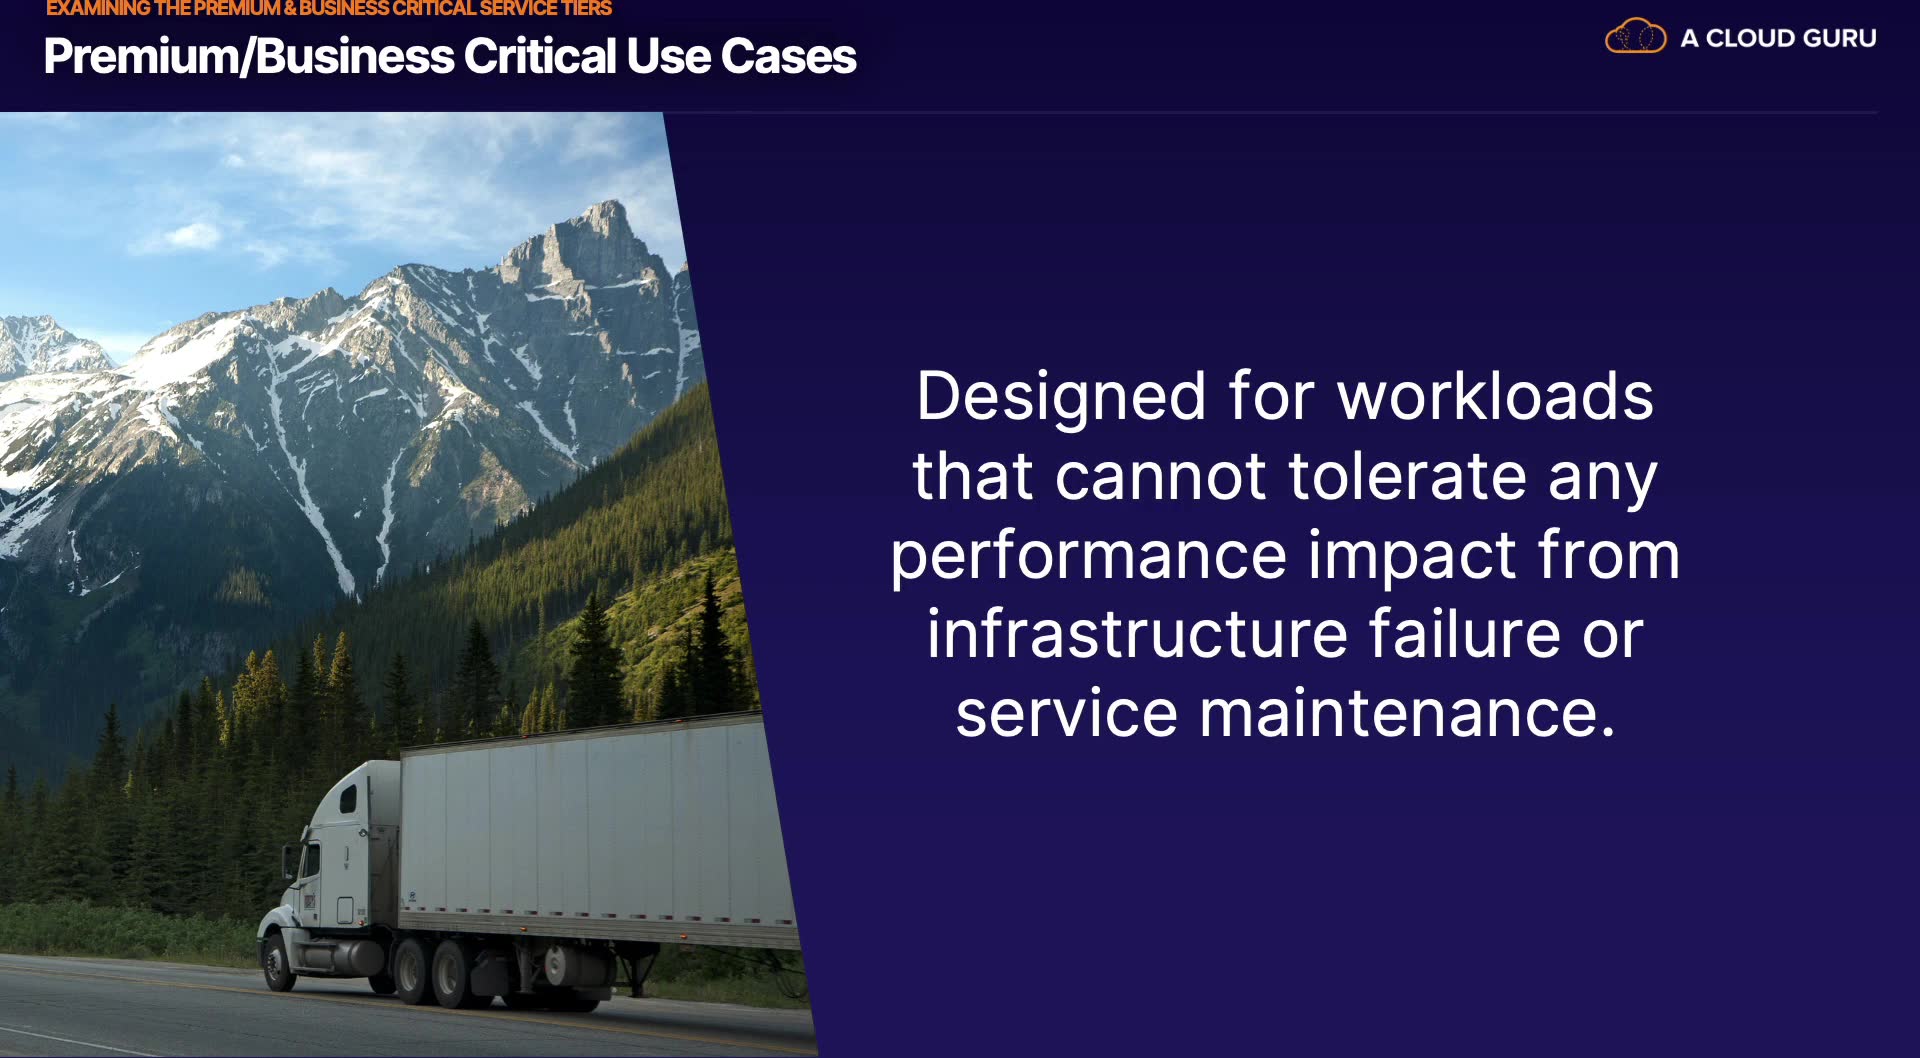 EXAMINING THE PREMIUM & BUSINESS CRITICAL SERVICE TIERS
Premium/Business Critical Use Cases
A CLOUD GURU
Designed for workloads
that cannot tolerate any
performance impact from
infrastructure failure or
service maintenance.